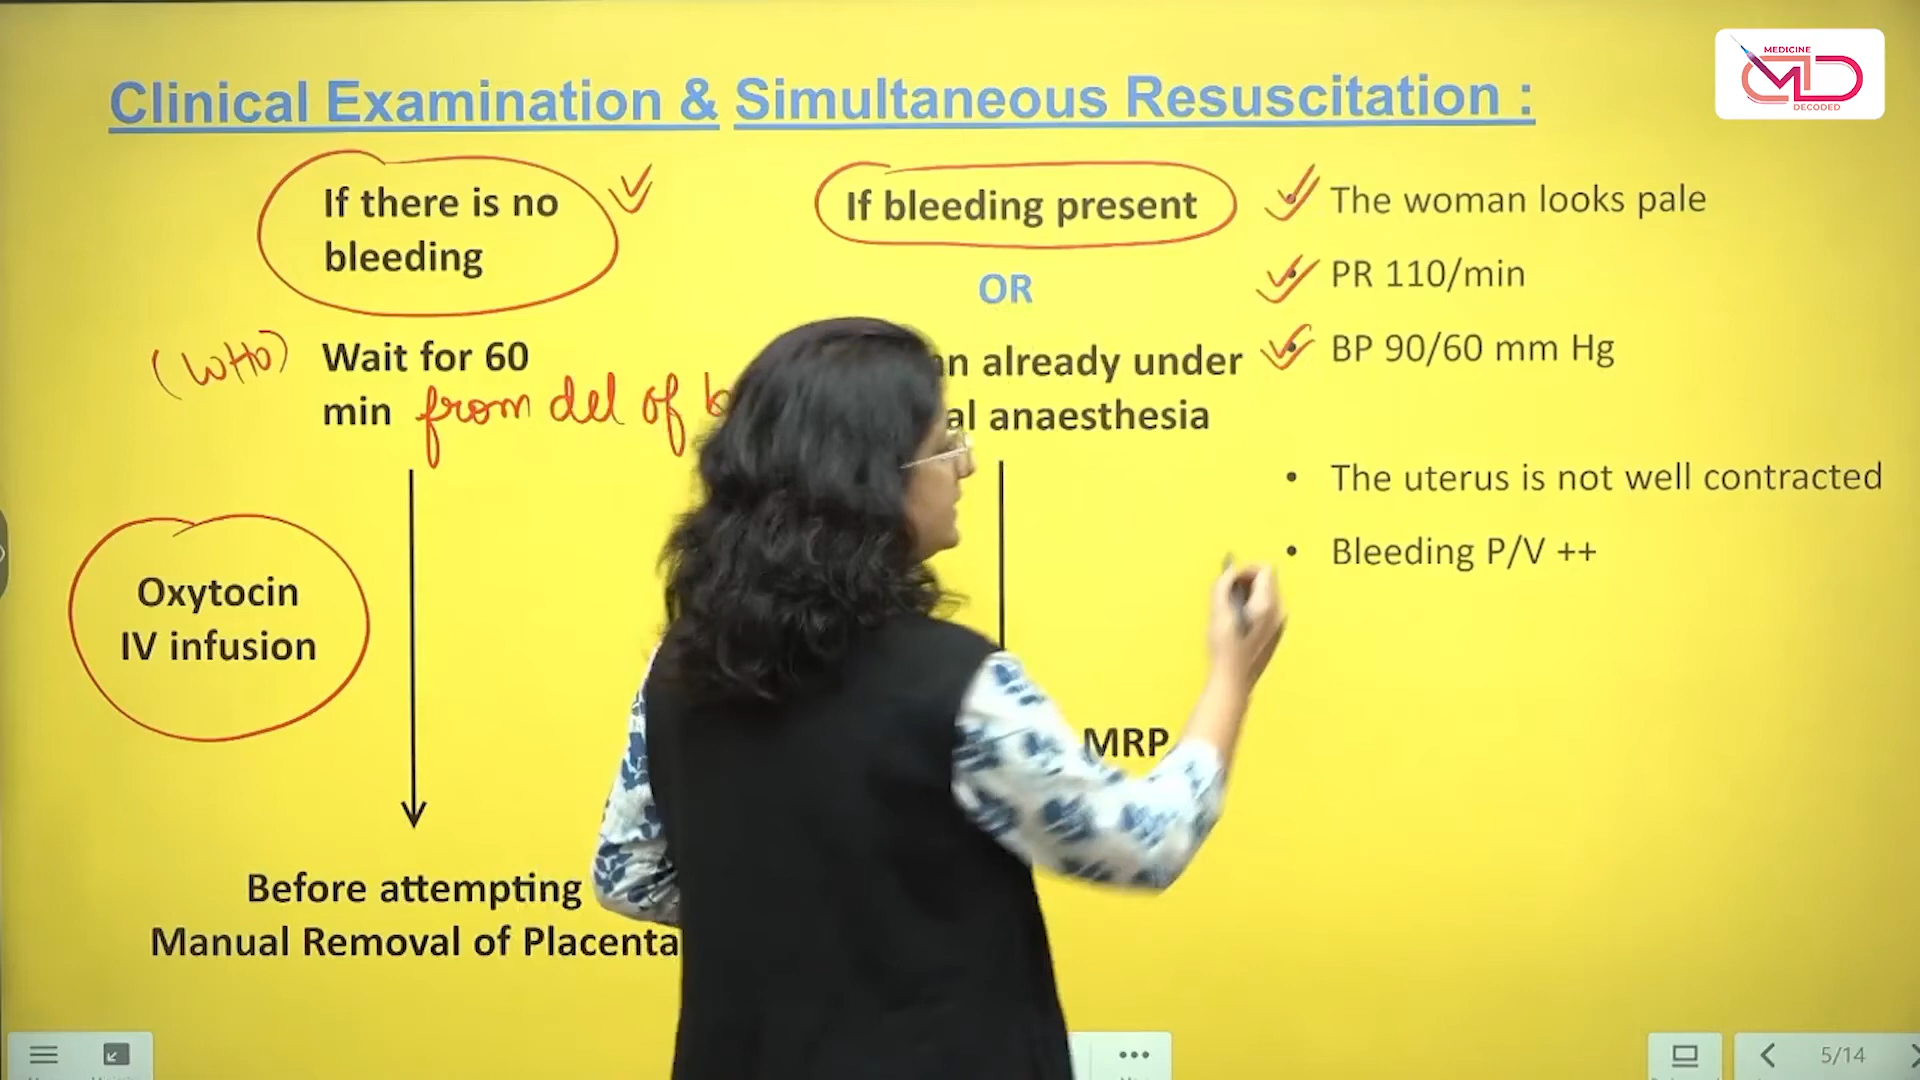 MEDICINE
DECODED
Clinical Examination & Simultaneous Resuscitation :
If there is no
bleeding
(WHO)
Wait for 60
min from del of
Oxytocin
IV infusion
Before attempting
Manual Removal of Placenta
If bleeding present
OR
already under
anaesthesia
MRP
The woman looks pale
PR 110/min
BP 90/60 mm Hg
• The uterus is not well contracted
• Bleeding P/V ++
5/14